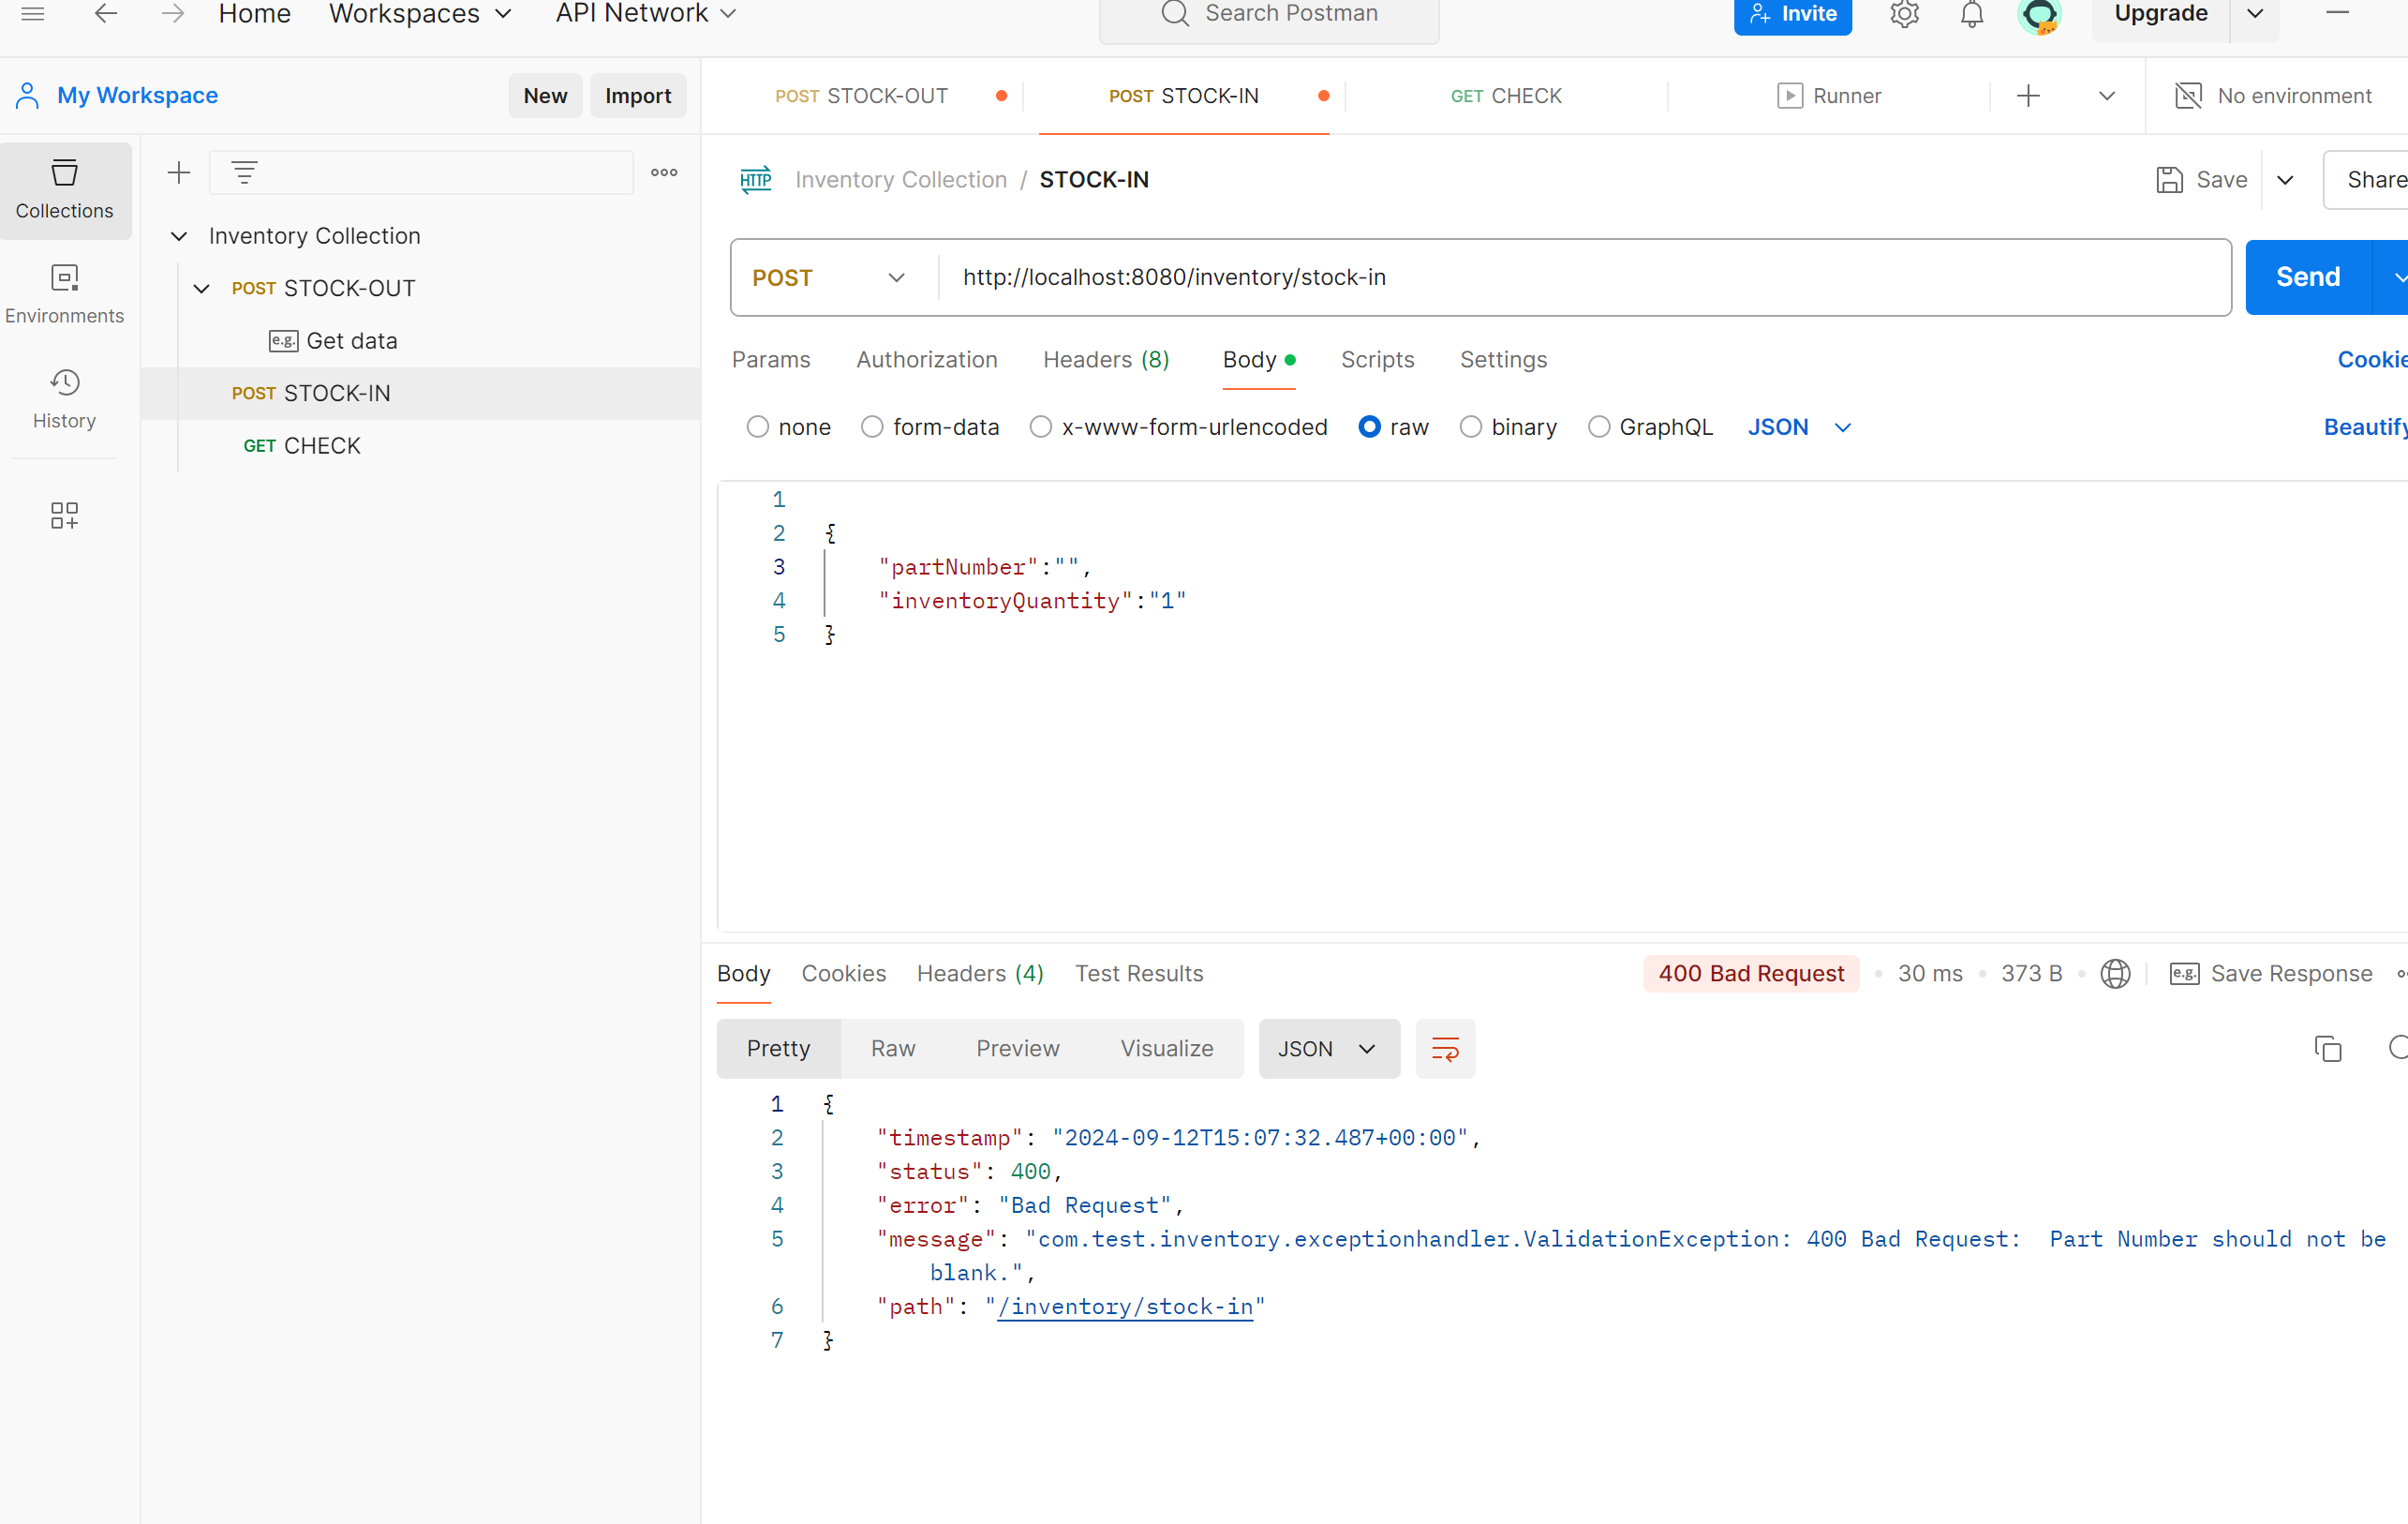 Home Workspaces API Network Search Postman Invite Upgrade
My Workspace New Import POST STOCK-OUT POST STOCK-IN GET CHECK Runner No environment
Collections
Environments
History
Inventory Collection
POST STOCK-OUT
e.g. Get data
POST STOCK-IN
GET CHECK
HTTP Inventory Collection / STOCK-IN Save Share
POST http://localhost:8080/inventory/stock-in Send
Params Authorization Headers (8) Body Scripts Settings Cookie
none form-data x-www-form-urlencoded raw binary GraphQL JSON Beautify
1
2 {
3 "partNumber":"",
4 "inventoryQuantity":"1"
5 }
Body Cookies Headers (4) Test Results 400 Bad Request 30 ms 373 B e.g. Save Response
Pretty Raw Preview Visualize JSON
1 {
2 "timestamp": "2024-09-12T15:07:32.487+00:00",
3 "status": 400,
4 "error": "Bad Request",
5 "message": "com.test.inventory.exceptionhandler.ValidationException: 400 Bad Request:  Part Number should not be
blank.",
6 "path": "/inventory/stock-in"
7 }